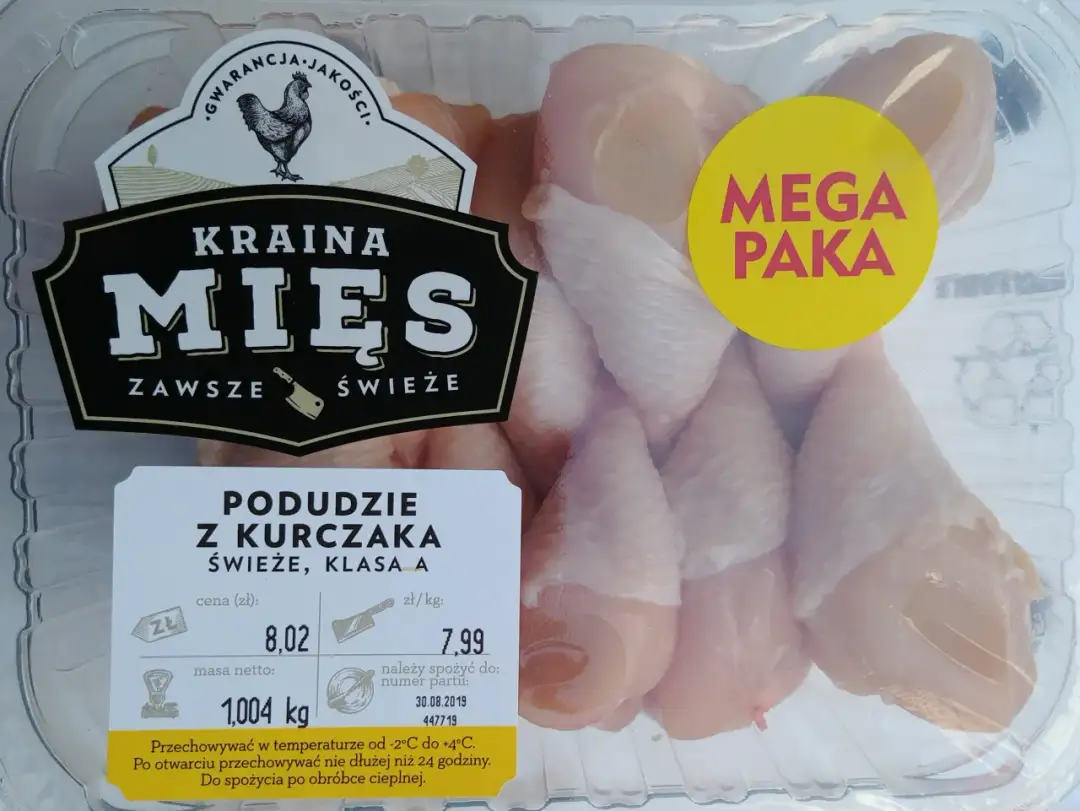 •GWARANCJA•JAKOŚCI•
KRAINA
MIĘS
ZAWSZE ŚWIEŻE
MEGA
PAKA
PODUDZIE
Z KURCZAKA
ŚWIEŻE, KLASA A
cena (zł):
ZŁ
8,02
zł/kg:
7,99
masa netto:
1,004 kg
należy spożyć do:
numer partii:
30.08.2019
447719
Przechowywać w temperaturze od -2°C do +4°C.
Po otwarciu przechowywać nie dłużej niż 24 godziny.
Do spożycia po obróbce cieplnej.